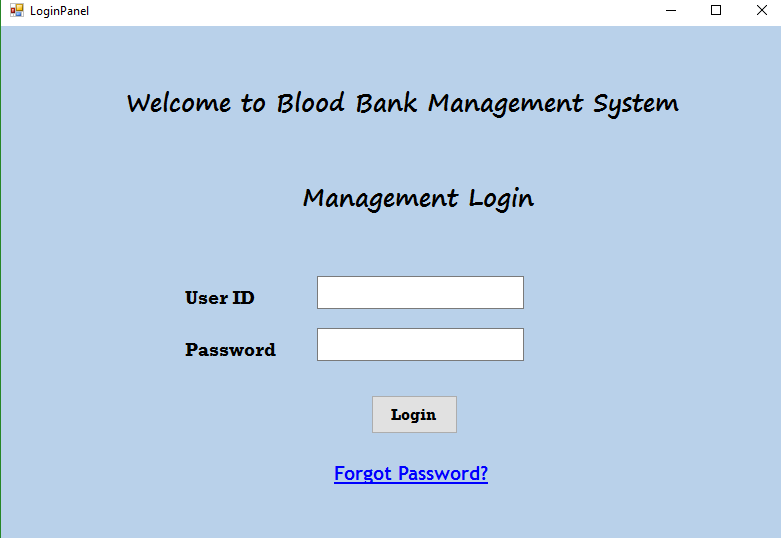 LoginPanel
Welcome to Blood Bank Management System
Management Login
User ID
Password
Login
Forgot Password?